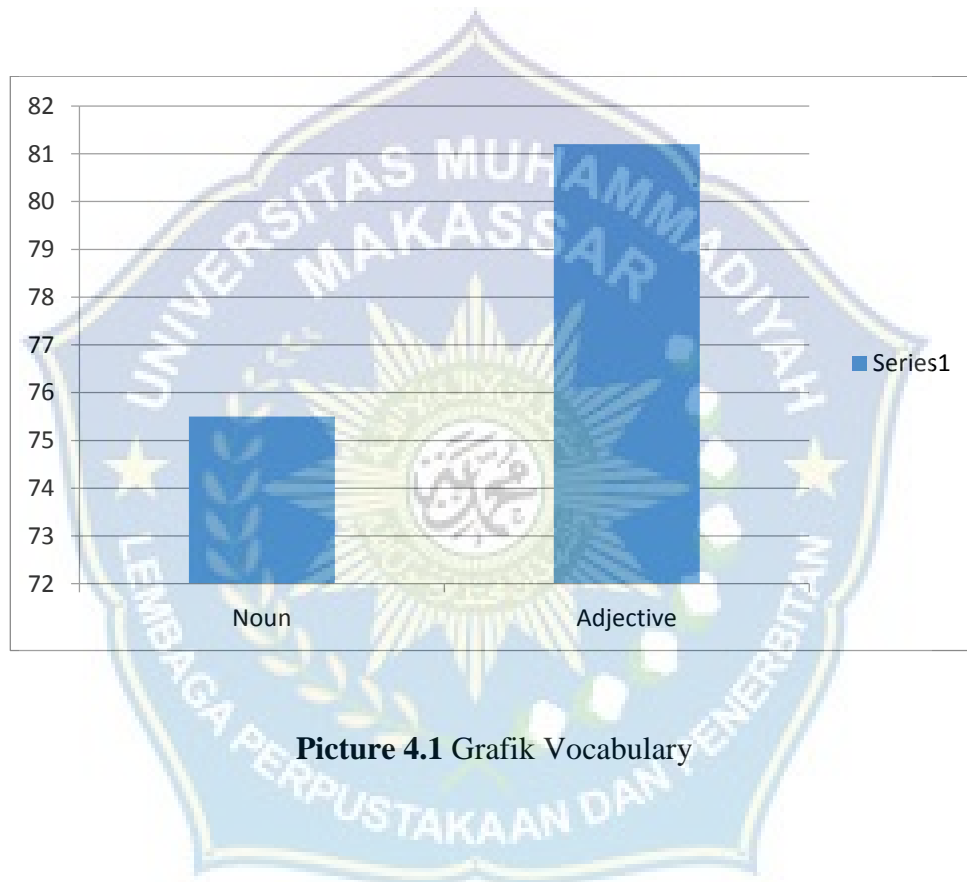 UNIVERSITAS MUHAMMADIYAH
MAKASSAR
82
81
80
79
78
77
76
75
74
73
72
Noun
Adjective
Series1
محمد
LEMBAGA PERPUSTAKAAN DAN PENERBITAN
Picture 4.1 Grafik Vocabulary